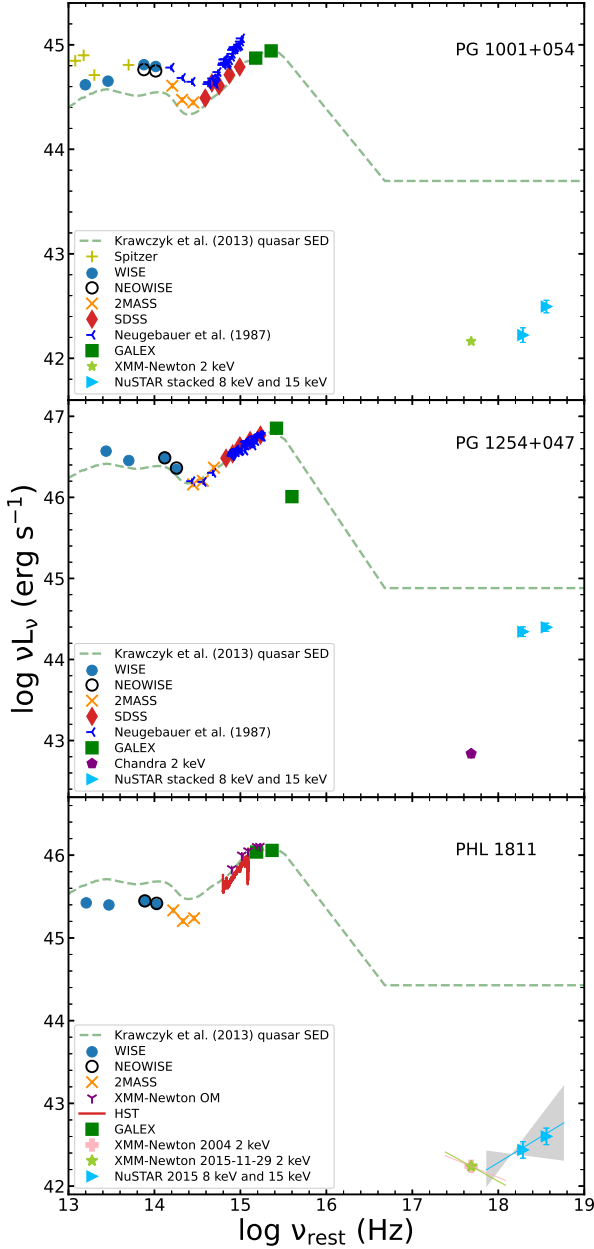 PG 1001+054
45
44
43
42
Krawczyk et al. (2013) quasar SED
Spitzer
WISE
NEOWISE
2MASS
SDSS
Neugebauer et al. (1987)
GALEX
XMM-Newton 2 keV
NuSTAR stacked 8 keV and 15 keV
PG 1254+047
47
46
45
44
43
log νLν (erg s−1)
Krawczyk et al. (2013) quasar SED
WISE
NEOWISE
2MASS
SDSS
Neugebauer et al. (1987)
GALEX
Chandra 2 keV
NuSTAR stacked 8 keV and 15 keV
PHL 1811
46
45
44
43
42
Krawczyk et al. (2013) quasar SED
WISE
NEOWISE
2MASS
XMM-Newton OM
HST
GALEX
XMM-Newton 2004 2 keV
XMM-Newton 2015-11-29 2 keV
NuSTAR 2015 8 keV and 15 keV
13 14 15 16 17 18 19
log νrest (Hz)